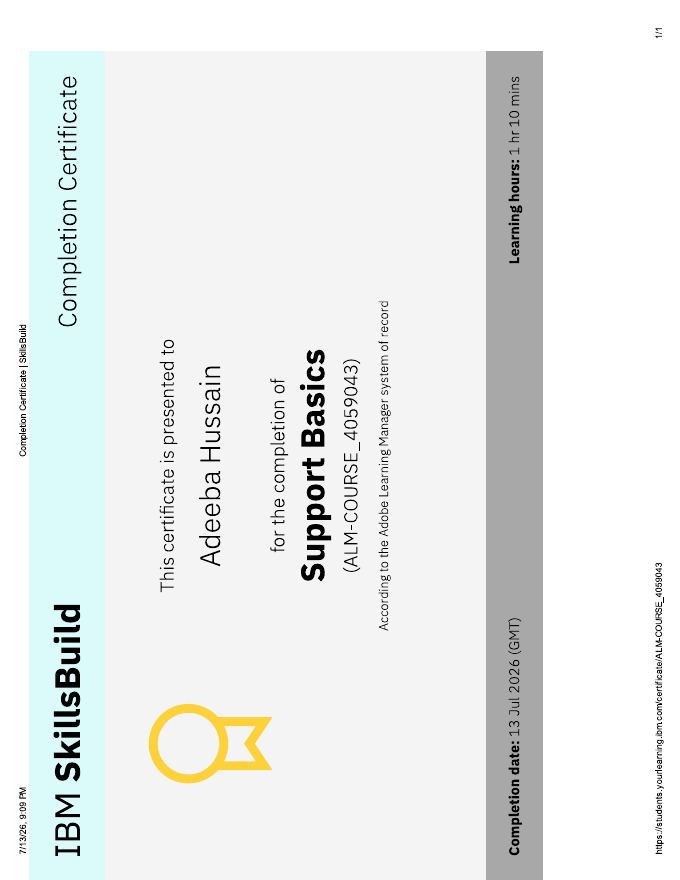 7/13/26, 9:09 PM
Completion Certificate | SkillsBuild
IBM SkillsBuild
Completion Certificate
This certificate is presented to
Adeeba Hussain
for the completion of
Support Basics
(ALM-COURSE_4059043)
According to the Adobe Learning Manager system of record
Completion date: 13 Jul 2026 (GMT)
Learning hours: 1 hr 10 mins
https://students.yourlearning.ibm.com/certificate/ALM-COURSE_4059043
1/1